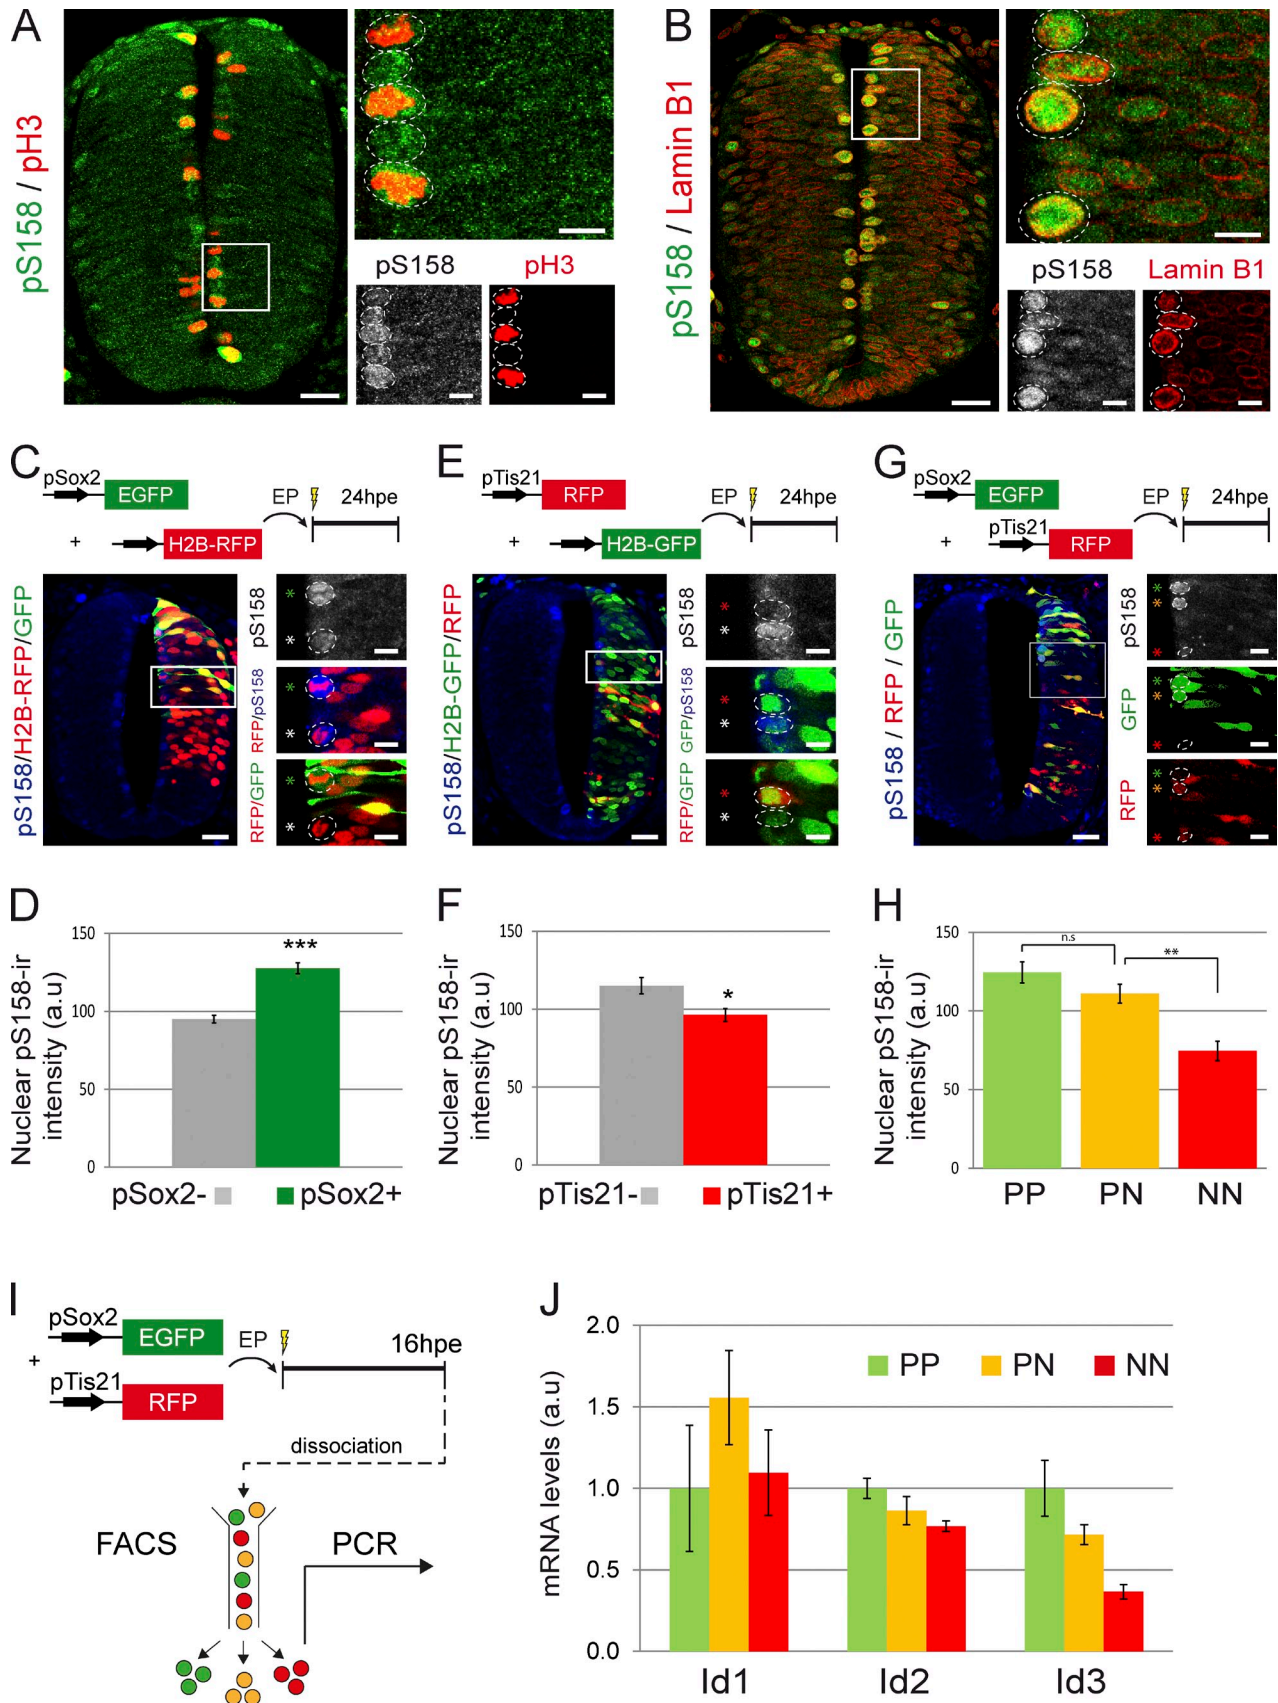 A
pS158 / pH3
pS158
pH3
B
pS158 / Lamin B1
pS158
Lamin B1
C
pSox2
EGFP
+
H2B-RFP
EP
24hpe
pS158/H2B-RFP/GFP
pS158
RFP/pS158
RFP/GFP
*
*
*
*
*
*
E
pTis21
RFP
+
H2B-GFP
EP
24hpe
pS158/H2B-GFP/RFP
pS158
GFP/pS158
RFP/GFP
*
*
*
*
*
*
G
pSox2
EGFP
+
pTis21
RFP
EP
24hpe
pS158 / RFP / GFP
pS158
GFP
RFP
*
*
*
*
*
*
*
*
*
D
Nuclear pS158-ir
intensity (a.u)
150
100
50
0
***
pSox2-
pSox2+
F
Nuclear pS158-ir
intensity (a.u)
150
100
50
0
*
pTis21-
pTis21+
H
Nuclear pS158-ir
intensity (a.u)
150
100
50
0
n.s
**
PP
PN
NN
I
pSox2
EGFP
+
pTis21
RFP
EP
16hpe
dissociation
FACS
PCR
J
mRNA levels (a.u)
2.0
1.5
1.0
0.5
0.0
PP
PN
NN
Id1
Id2
Id3